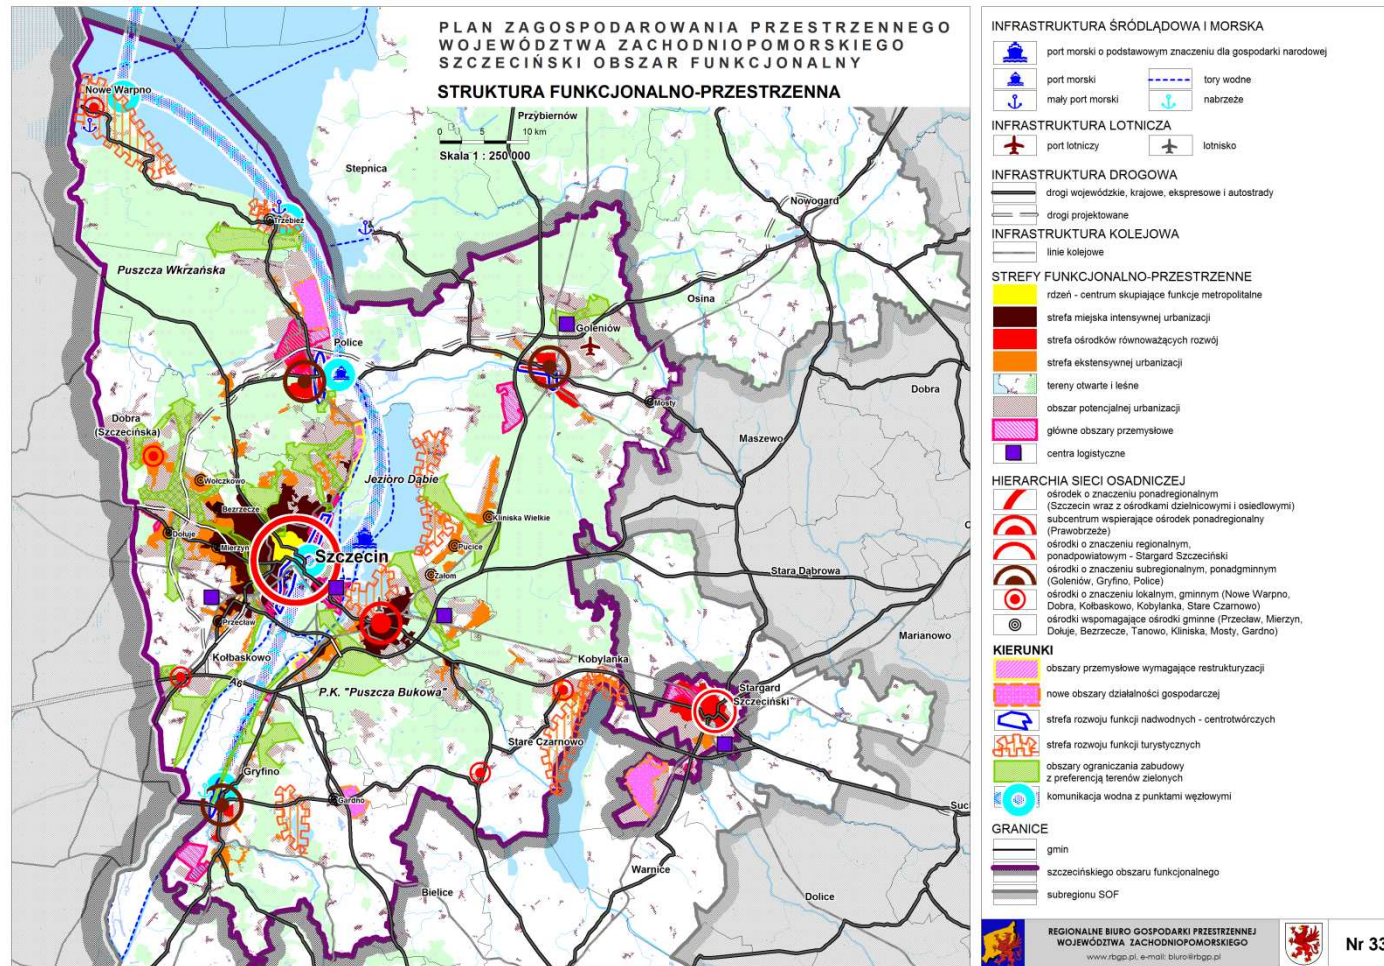 PLAN ZAGOSPODAROWANIA PRZESTRZENNEGO
WOJEWÓDZTWA ZACHODNIOPOMORSKIEGO
SZCZECIŃSKI OBSZAR FUNKCJONALNY
STRUKTURA FUNKCJONALNO-PRZESTRZENNA
0 5 10 km
Skala 1 : 250 000
Przybiernów
Nowe Warpno
Stepnica
Nowogard
Trzebież
Puszcza Wkrzańska
Osina
Goleniów
Police
Dobra
Mosty
Dobra
(Szczecińska)
Maszewo
Wołczkowo
Jezioro Dąbie
Bezrzecze
Kliniska Wielkie
Dołuje
Mierzyn
Pucice
Szczecin
Załom
Stara Dąbrowa
Przecław
Marianowo
Kołbaskowo
Kobylanka
A6
P.K. "Puszcza Bukowa"
Stargard
Szczeciński
Stare Czarnowo
Gryfino
Gardno
Suc
Warnice
Bielice
Dolice
INFRASTRUKTURA ŚRÓDLĄDOWA I MORSKA
port morski o podstawowym znaczeniu dla gospodarki narodowej
port morski
tory wodne
mały port morski
nabrzeże
INFRASTRUKTURA LOTNICZA
port lotniczy
lotnisko
INFRASTRUKTURA DROGOWA
drogi wojewódzkie, krajowe, ekspresowe i autostrady
drogi projektowane
INFRASTRUKTURA KOLEJOWA
linie kolejowe
STREFY FUNKCJONALNO-PRZESTRZENNE
rdzeń - centrum skupiające funkcje metropolitalne
strefa miejska intensywnej urbanizacji
strefa ośrodków równoważących rozwój
strefa ekstensywnej urbanizacji
tereny otwarte i leśne
obszar potencjalnej urbanizacji
główne obszary przemysłowe
centra logistyczne
HIERARCHIA SIECI OSADNICZEJ
ośrodek o znaczeniu ponadregionalnym
(Szczecin wraz z ośrodkami dzielnicowymi i osiedlowymi)
subcentrum wspierające ośrodek ponadregionalny
(Prawobrzeże)
ośrodki o znaczeniu regionalnym,
ponadpowiatowym - Stargard Szczeciński
ośrodki o znaczeniu subregionalnym, ponadgminnym
(Goleniów, Gryfino, Police)
ośrodki o znaczeniu lokalnym, gminnym (Nowe Warpno,
Dobra, Kołbaskowo, Kobylanka, Stare Czarnowo)
ośrodki wspomagające ośrodki gminne (Przecław, Mierzyn,
Dołuje, Bezrzecze, Tanowo, Kliniska, Mosty, Gardno)
KIERUNKI
obszary przemysłowe wymagające restrukturyzacji
nowe obszary działalności gospodarczej
strefa rozwoju funkcji nadwodnych - centrotwórczych
strefa rozwoju funkcji turystycznych
obszary ograniczania zabudowy
z preferencją terenów zielonych
komunikacja wodna z punktami węzłowymi
GRANICE
gmin
szczecińskiego obszaru funkcjonalnego
subregionu SOF
REGIONALNE BIURO GOSPODARKI PRZESTRZENNEJ
WOJEWÓDZTWA ZACHODNIOPOMORSKIEGO
www.rbgp.pl, e-mail: biuro@rbgp.pl
Nr 33